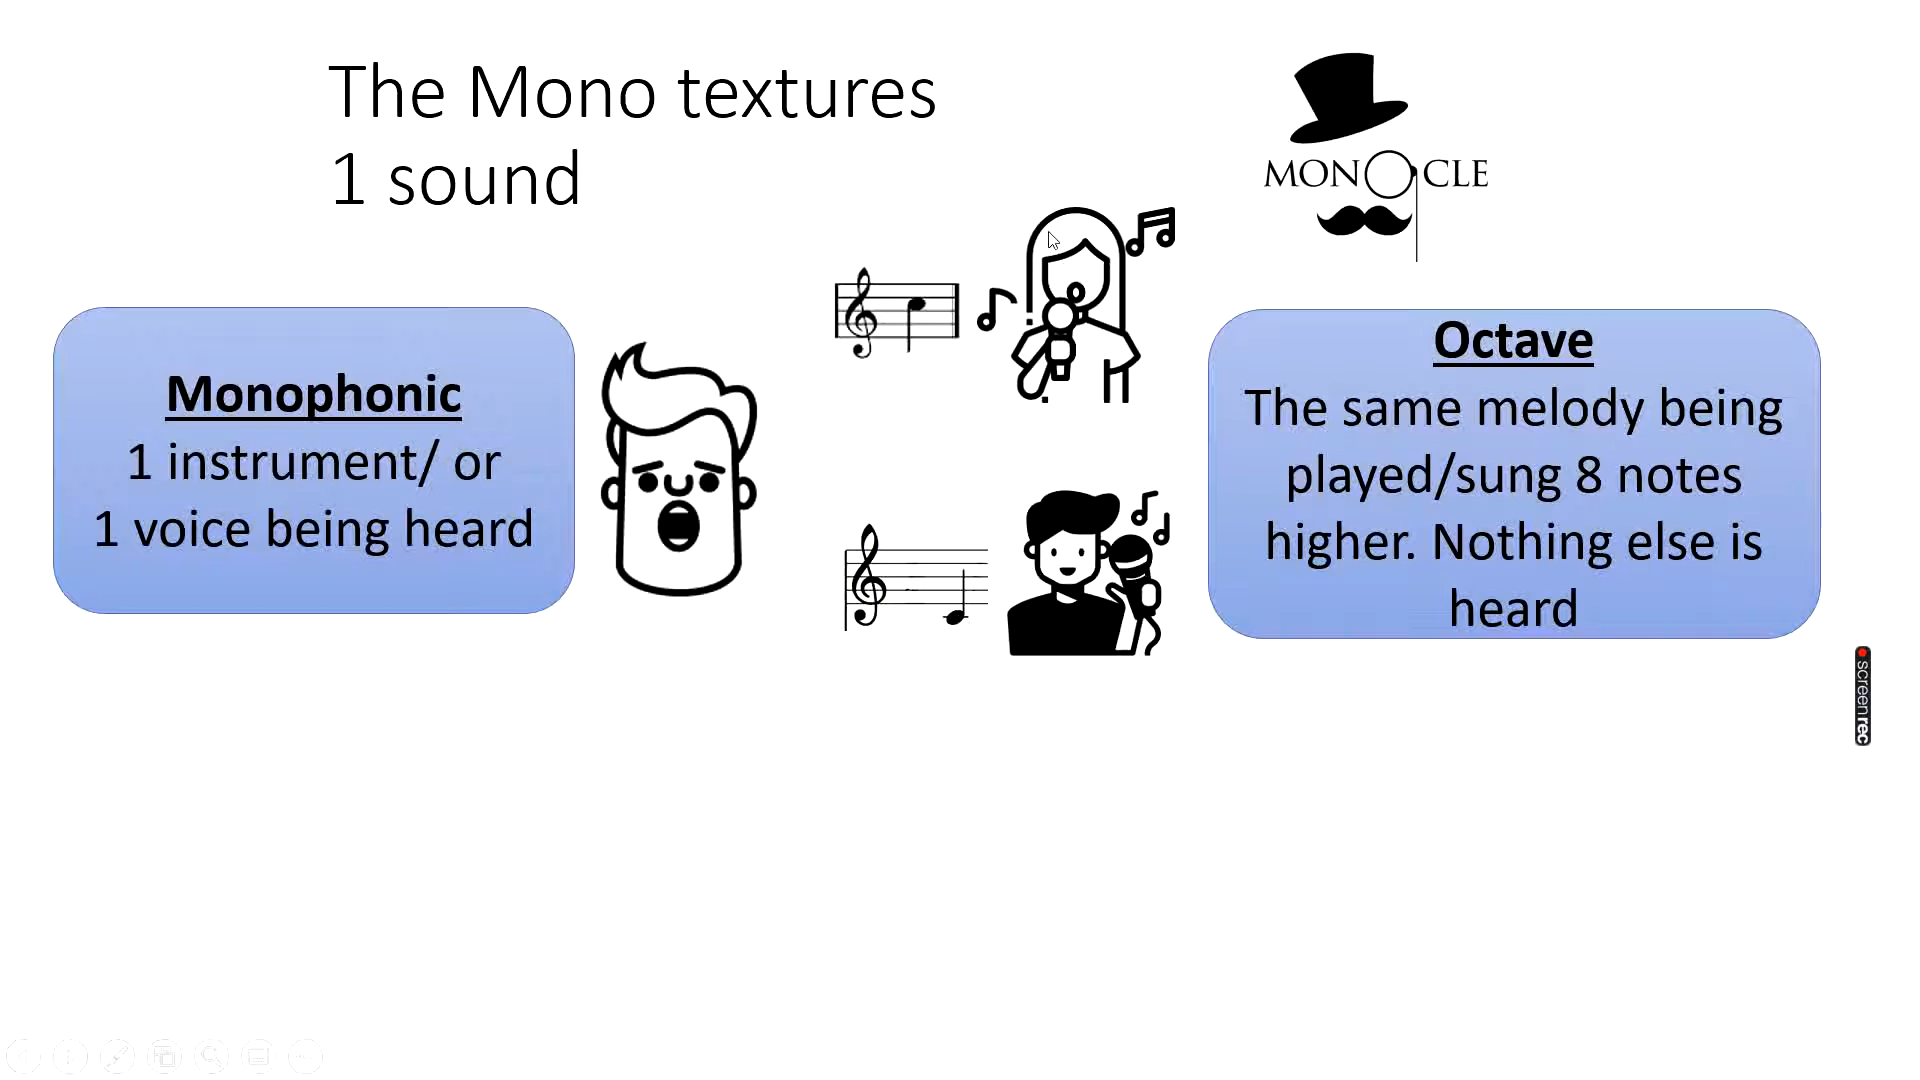 The Mono textures
1 sound
MONOCLE
Monophonic
1 instrument/ or
1 voice being heard
Octave
The same melody being
played/sung 8 notes
higher. Nothing else is
heard
screenrec